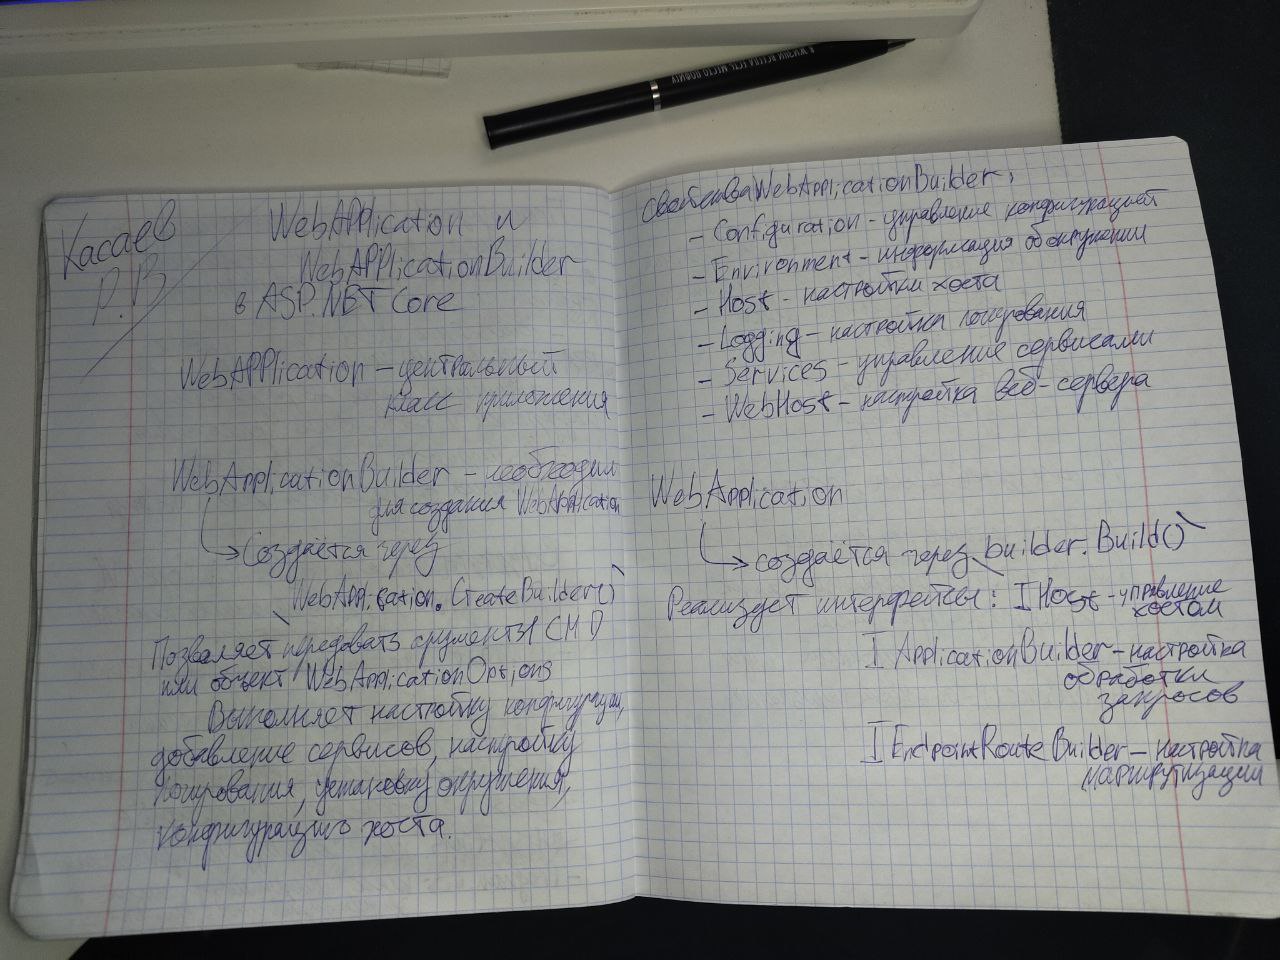 Хасаев
Р.В
WebAPPlication и
WebAPPlicationBuilder
в ASP.NET Core
WebAPPlication – центральный
класс приложения
WebApplicationBuilder – необходим
для создания WebApplication
Создаётся через
WebApplication.CreateBuilder()
Позволяет передовать аргументы CMD
или объект WebApplicationOptions
Выполняет настройку конфигурации,
добавление сервисов, настройку
логирования, установку окружения,
конфигурацию хоста.
свойства WebApplicationBuilder:
– Configuration – управление конфигурацией
– Environment – информация об окружении
– Host – настройки хоста
– Logging – настройка логирования
– Services – управление сервисами
– WebHost – настройка веб-сервера
WebApplication
создаётся через builder.Build()
Реализует интерфейсы: IHost – управление
хостом
IApplicationBuilder – настройка
обработки
запросов
IEndpointRouteBuilder – настройка
маршрутизации